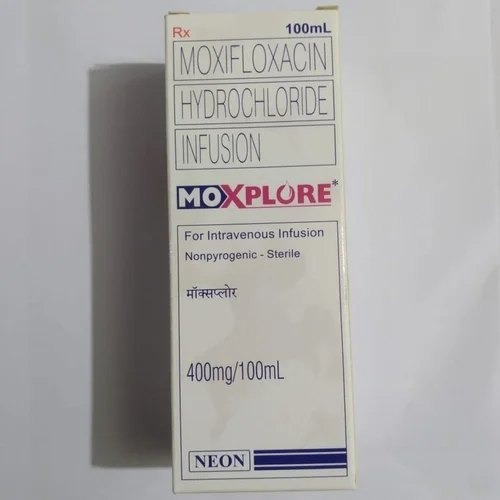 Rx 100mL
MOXIFLOXACIN
HYDROCHLORIDE
INFUSION
MOXPLORE*
For Intravenous Infusion
Nonpyrogenic - Sterile
मॉक्सप्लोर
400mg/100mL
NEON